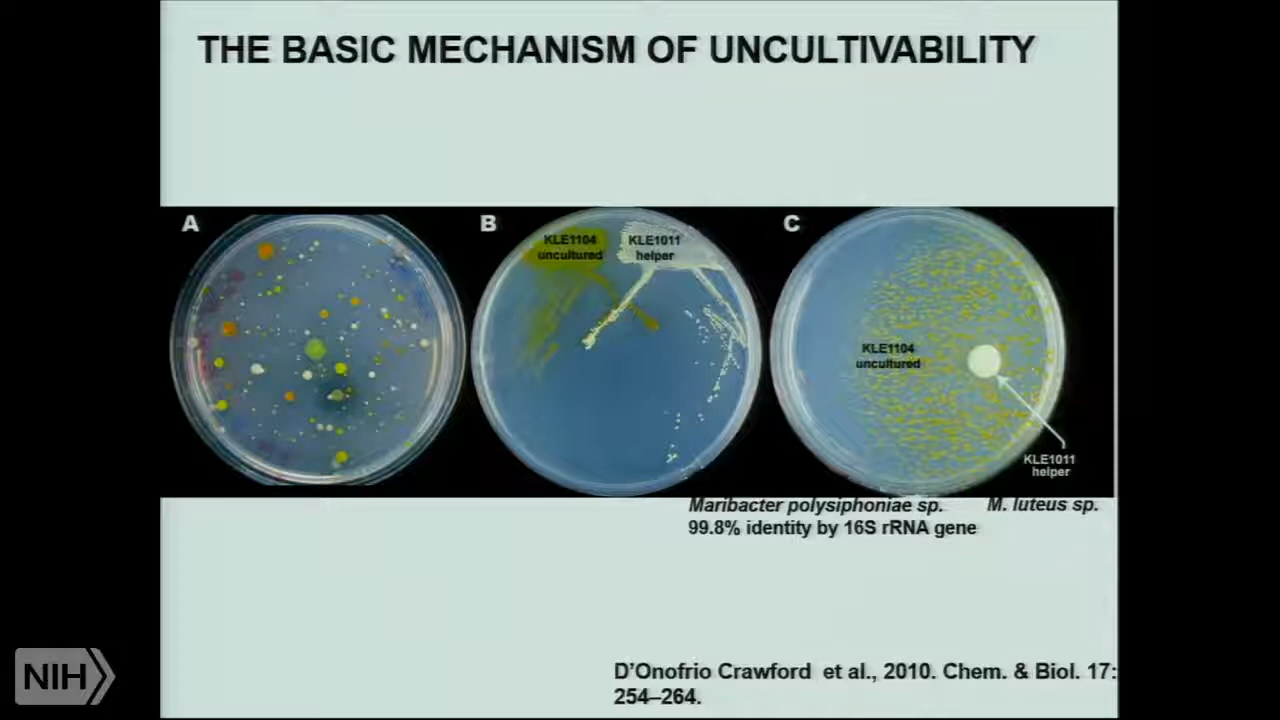 THE BASIC MECHANISM OF UNCULTIVABILITY
A
B
C
KLE1104
uncultured
KLE1011
helper
KLE1104
uncultured
KLE1011
helper
Maribacter polysiphoniae sp.
M. luteus sp.
99.8% identity by 16S rRNA gene
D’Onofrio Crawford et al., 2010. Chem. & Biol. 17:
254–264.
NIH